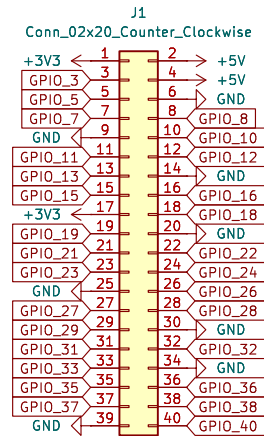 J1
Conn_02x20_Counter_Clockwise
+3V3 1 2 +5V
GPIO_3 3 4 +5V
GPIO_5 5 6 GND
GPIO_7 7 8 GPIO_8
GND 9 10 GPIO_10
GPIO_11 11 12 GPIO_12
GPIO_13 13 14 GND
GPIO_15 15 16 GPIO_16
+3V3 17 18 GPIO_18
GPIO_19 19 20 GND
GPIO_21 21 22 GPIO_22
GPIO_23 23 24 GPIO_24
GND 25 26 GPIO_26
GPIO_27 27 28 GPIO_28
GPIO_29 29 30 GND
GPIO_31 31 32 GPIO_32
GPIO_33 33 34 GND
GPIO_35 35 36 GPIO_36
GPIO_37 37 38 GPIO_38
GND 39 40 GPIO_40